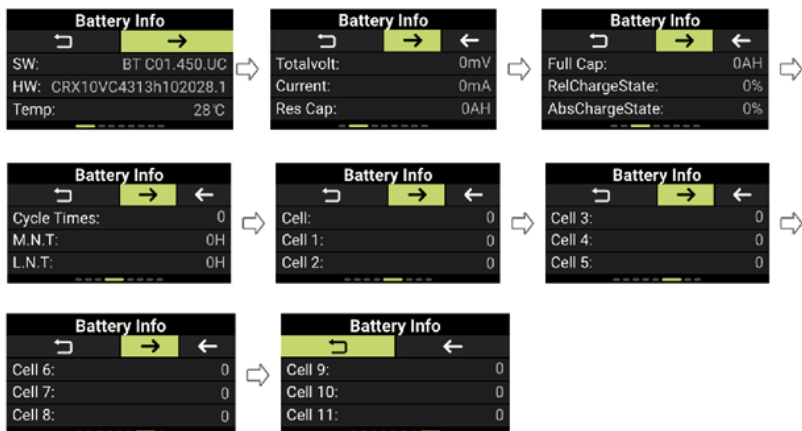 Battery Info
SW: BT C01.450.UC
HW: CRX10VC4313h102028.1
Temp: 28℃
Battery Info
Totalvolt: 0mV
Current: 0mA
Res Cap: 0AH
Battery Info
Full Cap: 0AH
RelChargeState: 0%
AbsChargeState: 0%
Battery Info
Cycle Times: 0
M.N.T: 0H
L.N.T: 0H
Battery Info
Cell: 0
Cell 1: 0
Cell 2: 0
Battery Info
Cell 3: 0
Cell 4: 0
Cell 5: 0
Battery Info
Cell 6: 0
Cell 7: 0
Cell 8: 0
Battery Info
Cell 9: 0
Cell 10: 0
Cell 11: 0